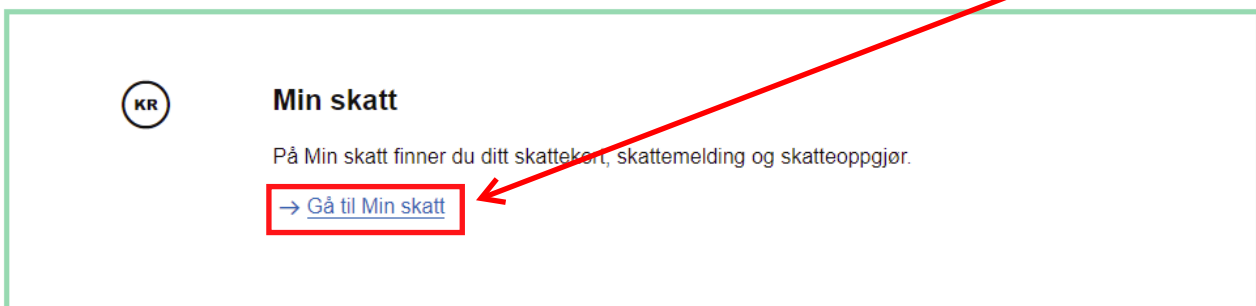 KR
Min skatt
På Min skatt finner du ditt skattekort, skattemelding og skatteoppgjør.
→ Gå til Min skatt